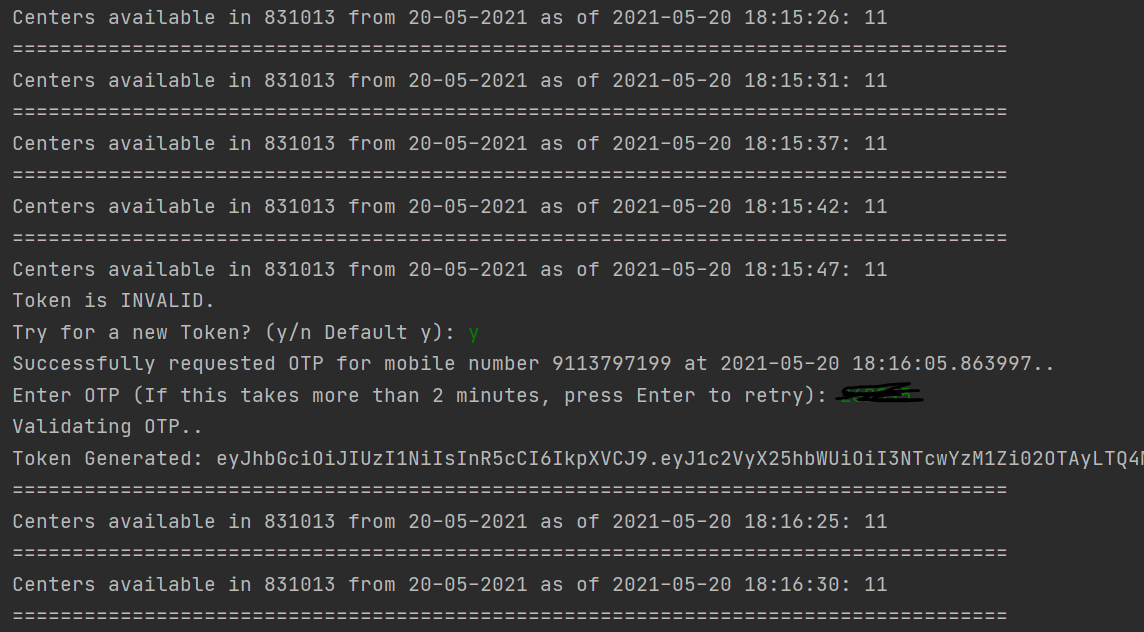 Centers available in 831013 from 20-05-2021 as of 2021-05-20 18:15:26: 11
===================================================================================
Centers available in 831013 from 20-05-2021 as of 2021-05-20 18:15:31: 11
===================================================================================
Centers available in 831013 from 20-05-2021 as of 2021-05-20 18:15:37: 11
===================================================================================
Centers available in 831013 from 20-05-2021 as of 2021-05-20 18:15:42: 11
===================================================================================
Centers available in 831013 from 20-05-2021 as of 2021-05-20 18:15:47: 11
Token is INVALID.
Try for a new Token? (y/n Default y): y
Successfully requested OTP for mobile number 9113797199 at 2021-05-20 18:16:05.863997..
Enter OTP (If this takes more than 2 minutes, press Enter to retry):
Validating OTP..
Token Generated: eyJhbGciOiJIUzI1NiIsInR5cCI6IkpXVCJ9.eyJ1c2VyX25hbWUiOiI3NTcwYzM1Zi02OTAyLTQ4
===================================================================================
Centers available in 831013 from 20-05-2021 as of 2021-05-20 18:16:25: 11
===================================================================================
Centers available in 831013 from 20-05-2021 as of 2021-05-20 18:16:30: 11
===================================================================================